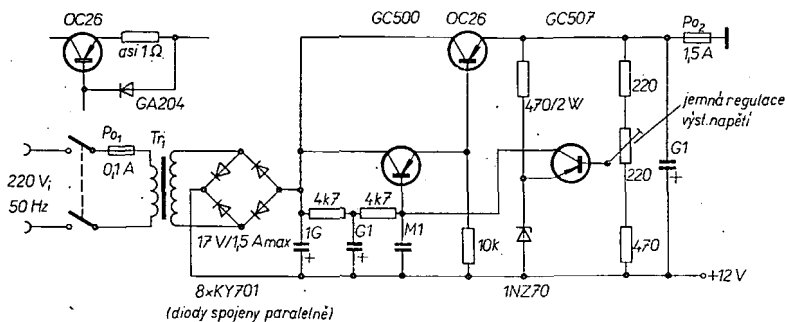 OC26
asi 1Ω
GA204
GC500
OC26
GC507
Po2
1,5 A
470/2 W
220
jemná regulace
výst. napětí
220
G1
+
Po1
0,1 A
Tr1
220 V,
50 Hz
4k7
4k7
1G
+
G1
+
M1
10k
470
17 V/1,5 A max
+12 V
8×KY701
(diody spojeny paralelně)
1NZ70